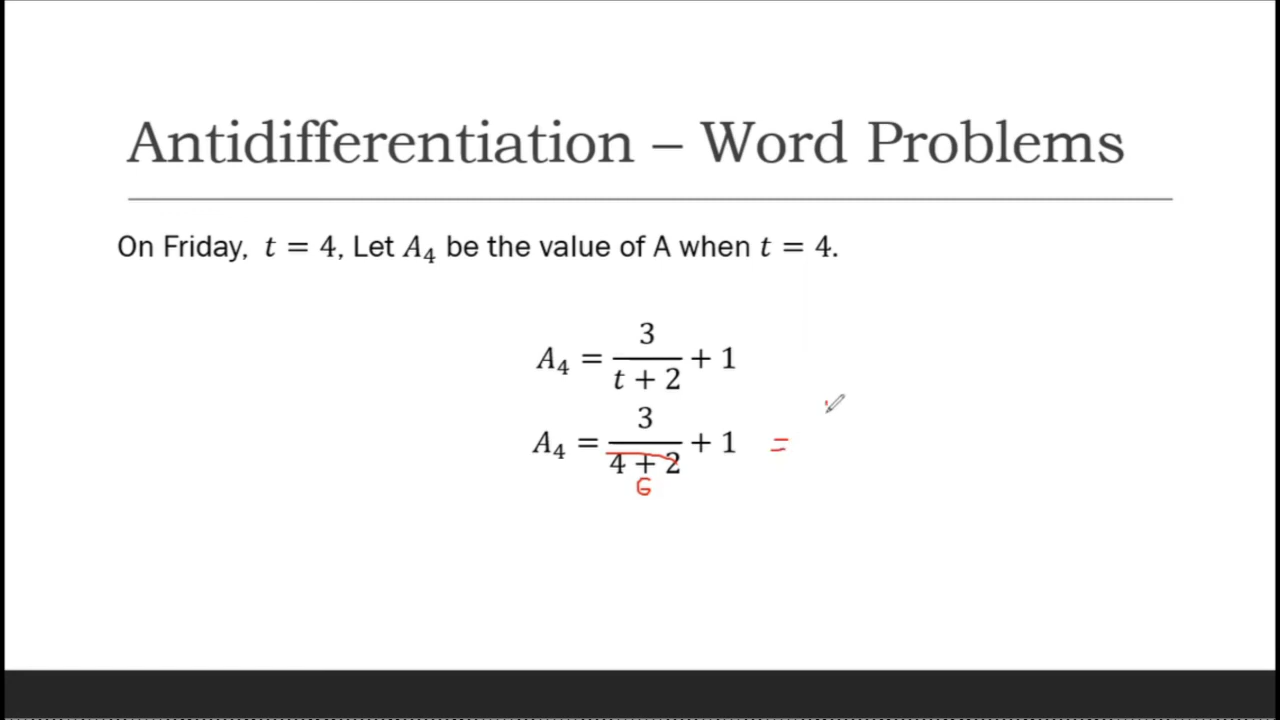 Antidifferentiation – Word Problems
On Friday, t = 4, Let A₄ be the value of A when t = 4.
A₄ = 3/(t + 2) + 1
A₄ = 3/(4 + 2) + 1 =
6